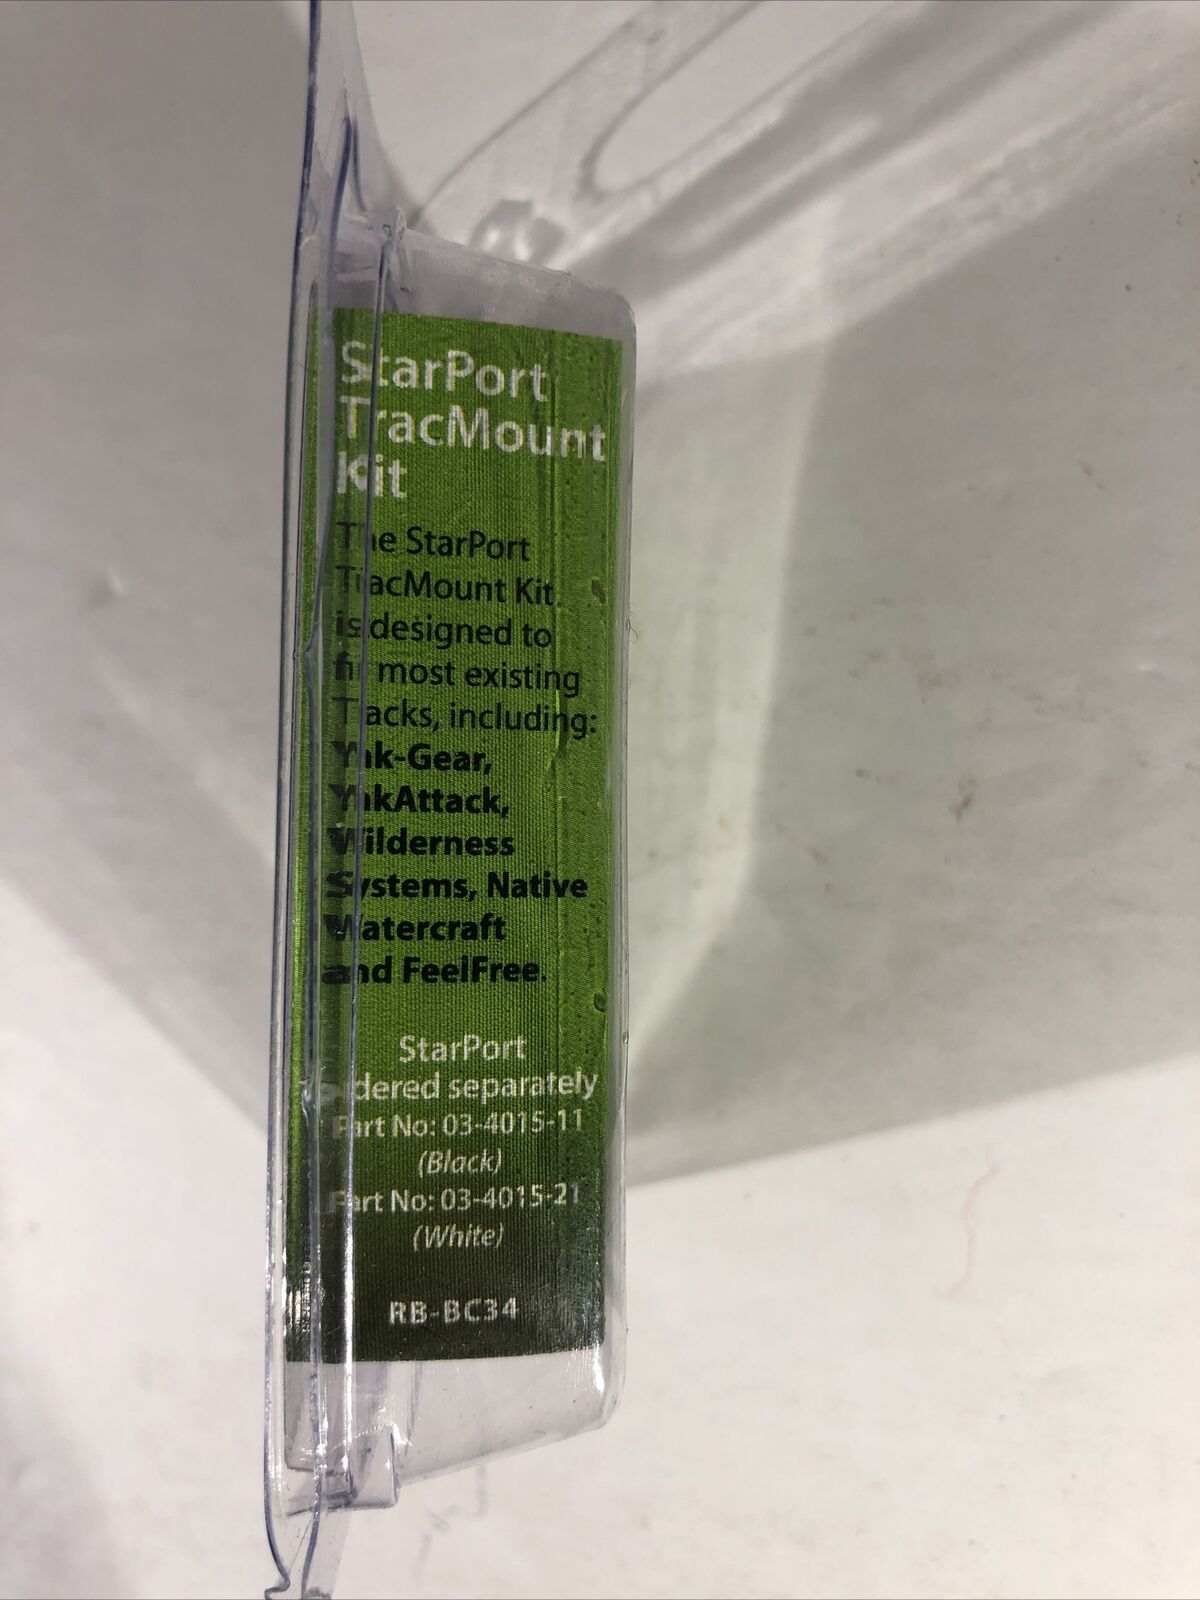 StarPort
TracMount
Kit
The StarPort
TracMount Kit
is designed to
fit most existing
Tracks, including:
Yak-Gear,
YakAttack,
Wilderness
Systems, Native
Watercraft
and FeelFree.
StarPort
ordered separately
Part No: 03-4015-11
(Black)
Part No: 03-4015-21
(White)
RB-BC34